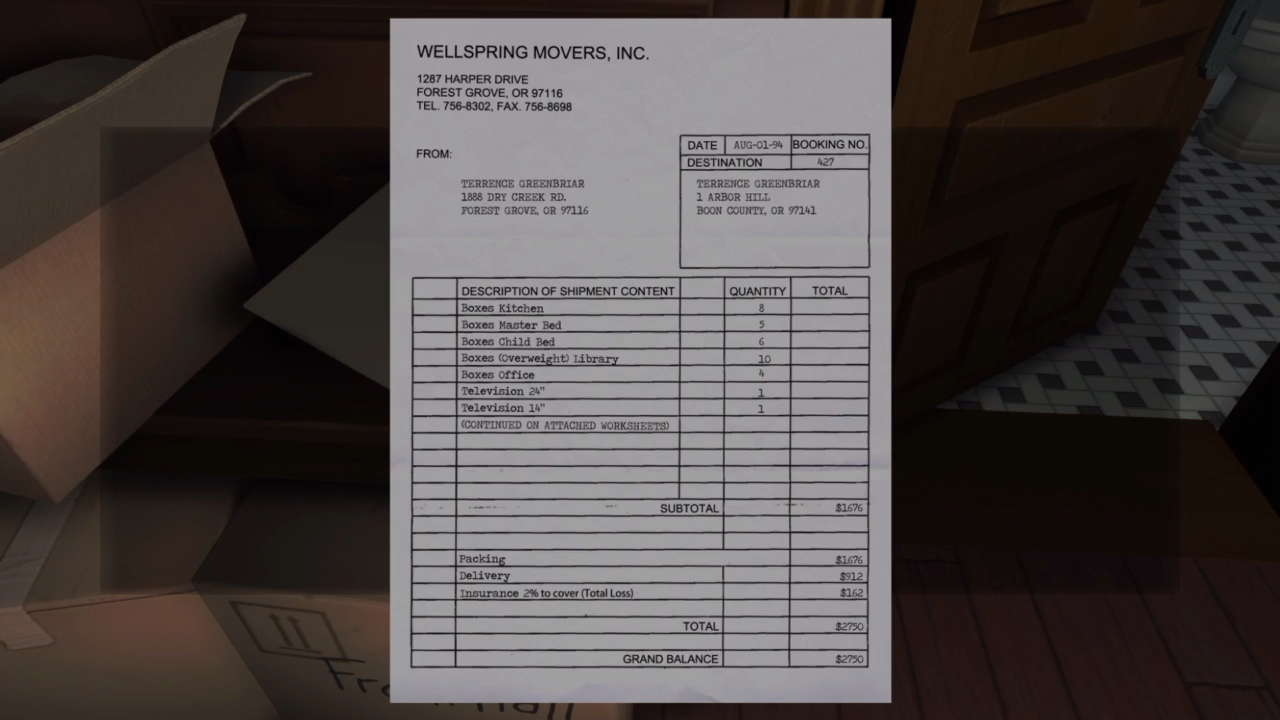 WELLSPRING MOVERS, INC.
1287 HARPER DRIVE
FOREST GROVE, OR 97116
TEL. 756-8302, FAX. 756-8698
DATE AUG-01-94 BOOKING NO.
DESTINATION 427
FROM:
TERRENCE GREENBRIAR
1888 DRY CREEK RD.
FOREST GROVE, OR 97116
TERRENCE GREENBRIAR
1 ARBOR HILL
BOON COUNTY, OR 97141
DESCRIPTION OF SHIPMENT CONTENT QUANTITY TOTAL
Boxes Kitchen 8
Boxes Master Bed 5
Boxes Child Bed 6
Boxes (Overweight) Library 10
Boxes Office 4
Television 24" 1
Television 14" 1
(CONTINUED ON ATTACHED WORKSHEETS)
SUBTOTAL $1676
Packing $1676
Delivery $912
Insurance 2% to cover (Total Loss) $162
TOTAL $2750
GRAND BALANCE $2750